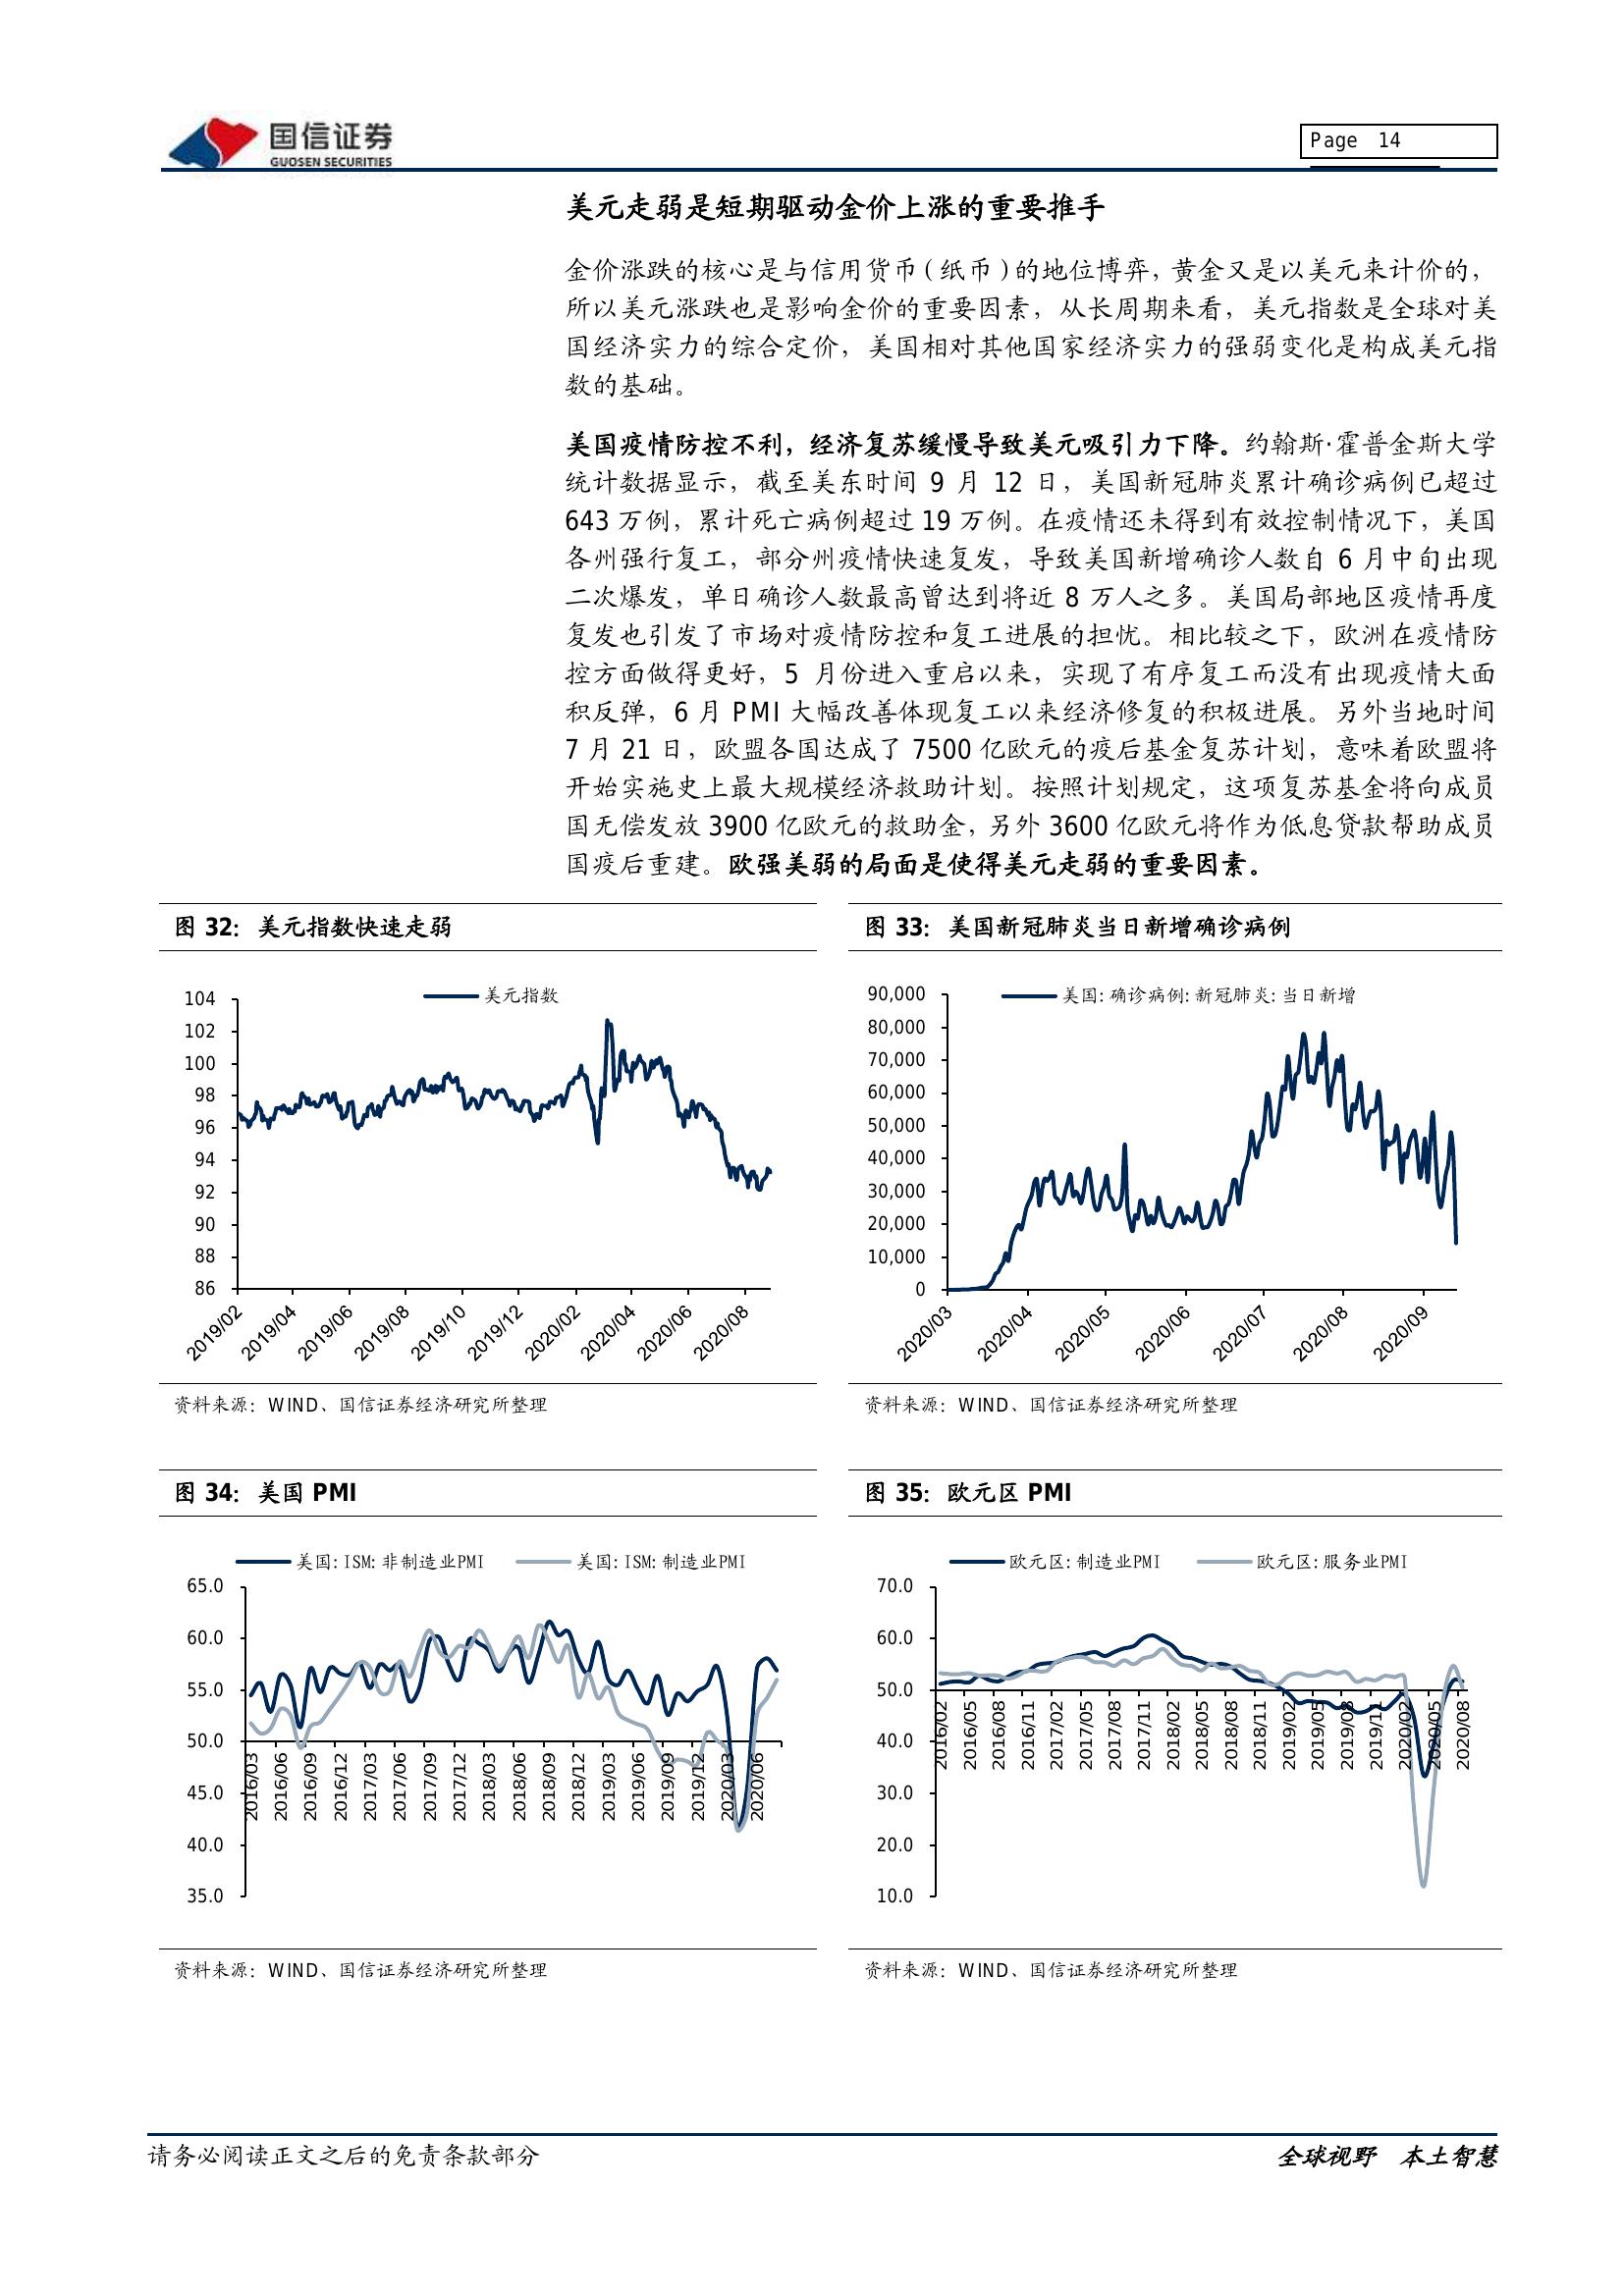 国信证券
GUOSEN SECURITIES
Page 14
美元走弱是短期驱动金价上涨的重要推手
金价涨跌的核心是与信用货币(纸币)的地位博弈，黄金又是以美元来计价的，
所以美元涨跌也是影响金价的重要因素，从长周期来看，美元指数是全球对美
国经济实力的综合定价，美国相对其他国家经济实力的强弱变化是构成美元指
数的基础。
美国疫情防控不利，经济复苏缓慢导致美元吸引力下降。约翰斯·霍普金斯大学
统计数据显示，截至美东时间 9 月 12 日，美国新冠肺炎累计确诊病例已超过
643 万例，累计死亡病例超过 19 万例。在疫情还未得到有效控制情况下，美国
各州强行复工，部分州疫情快速复发，导致美国新增确诊人数自 6 月中旬出现
二次爆发，单日确诊人数最高曾达到将近 8 万人之多。美国局部地区疫情再度
复发也引发了市场对疫情防控和复工进展的担忧。相比较之下，欧洲在疫情防
控方面做得更好，5 月份进入重启以来，实现了有序复工而没有出现疫情大面
积反弹，6 月 PMI 大幅改善体现复工以来经济修复的积极进展。另外当地时间
7 月 21 日，欧盟各国达成了 7500 亿欧元的疫后基金复苏计划，意味着欧盟将
开始实施史上最大规模经济救助计划。按照计划规定，这项复苏基金将向成员
国无偿发放 3900 亿欧元的救助金，另外 3600 亿欧元将作为低息贷款帮助成员
国疫后重建。欧强美弱的局面是使得美元走弱的重要因素。
图 32：美元指数快速走弱
美元指数
104
102
100
98
96
94
92
90
88
86
2019/02
2019/04
2019/06
2019/08
2019/10
2019/12
2020/02
2020/04
2020/06
2020/08
资料来源：WIND、国信证券经济研究所整理
图 33：美国新冠肺炎当日新增确诊病例
美国:确诊病例:新冠肺炎:当日新增
90,000
80,000
70,000
60,000
50,000
40,000
30,000
20,000
10,000
0
2020/03
2020/04
2020/05
2020/06
2020/07
2020/08
2020/09
资料来源：WIND、国信证券经济研究所整理
图 34：美国 PMI
美国:ISM:非制造业PMI
美国:ISM:制造业PMI
65.0
60.0
55.0
50.0
45.0
40.0
35.0
2016/03
2016/06
2016/09
2016/12
2017/03
2017/06
2017/09
2017/12
2018/03
2018/06
2018/09
2018/12
2019/03
2019/06
2019/09
2019/12
2020/03
2020/06
资料来源：WIND、国信证券经济研究所整理
图 35：欧元区 PMI
欧元区:制造业PMI
欧元区:服务业PMI
70.0
60.0
50.0
40.0
30.0
20.0
10.0
2016/02
2016/05
2016/08
2016/11
2017/02
2017/05
2017/08
2017/11
2018/02
2018/05
2018/08
2018/11
2019/02
2019/05
2019/08
2019/11
2020/02
2020/05
2020/08
资料来源：WIND、国信证券经济研究所整理
请务必阅读正文之后的免责条款部分
全球视野 本土智慧